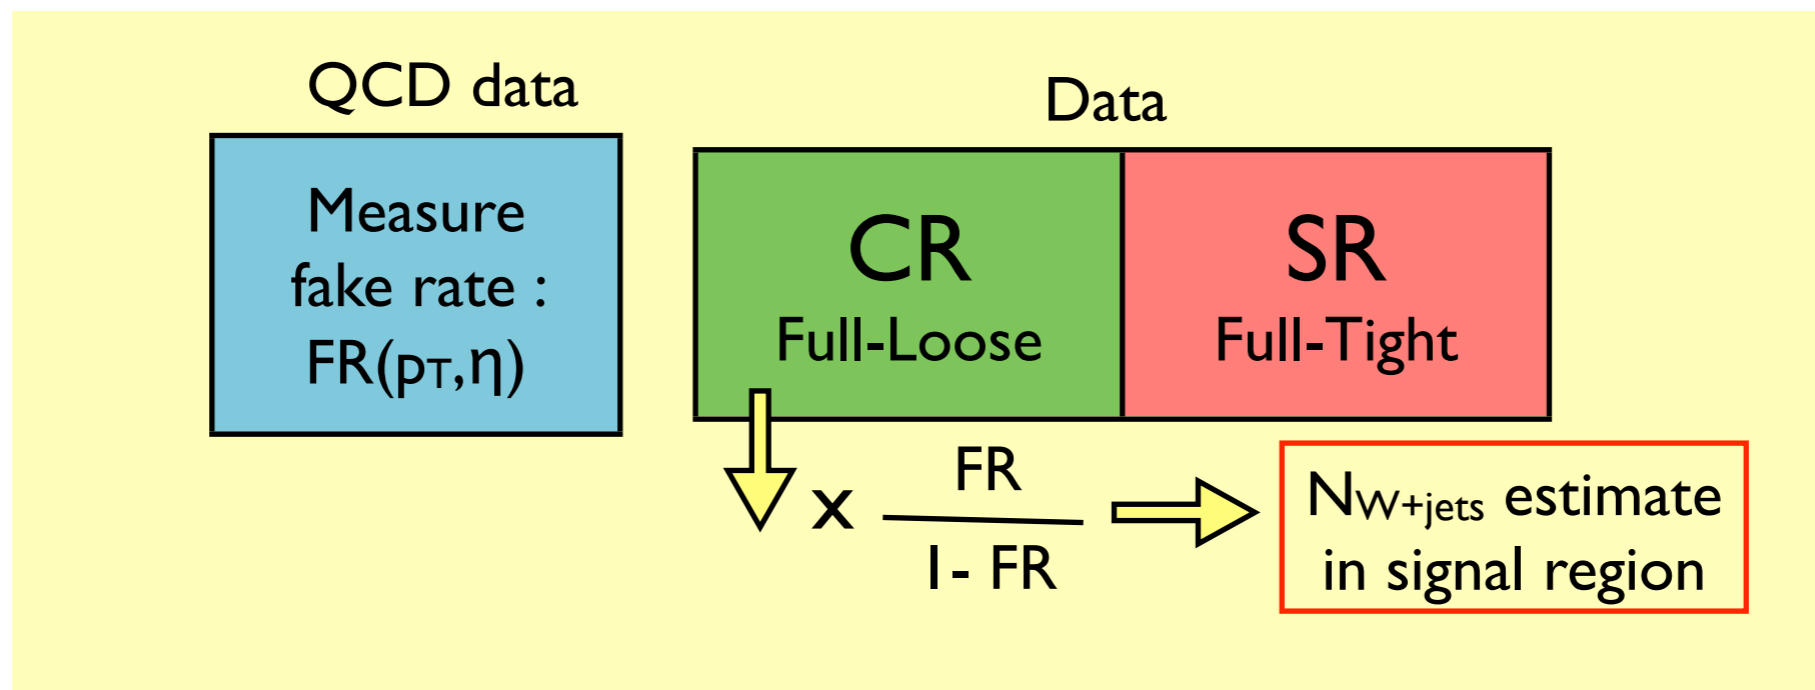 QCD data
Measure
fake rate :
FR(pT,η)
Data
CR
Full-Loose
SR
Full-Tight
x
FR
1- FR
NW+jets estimate
in signal region